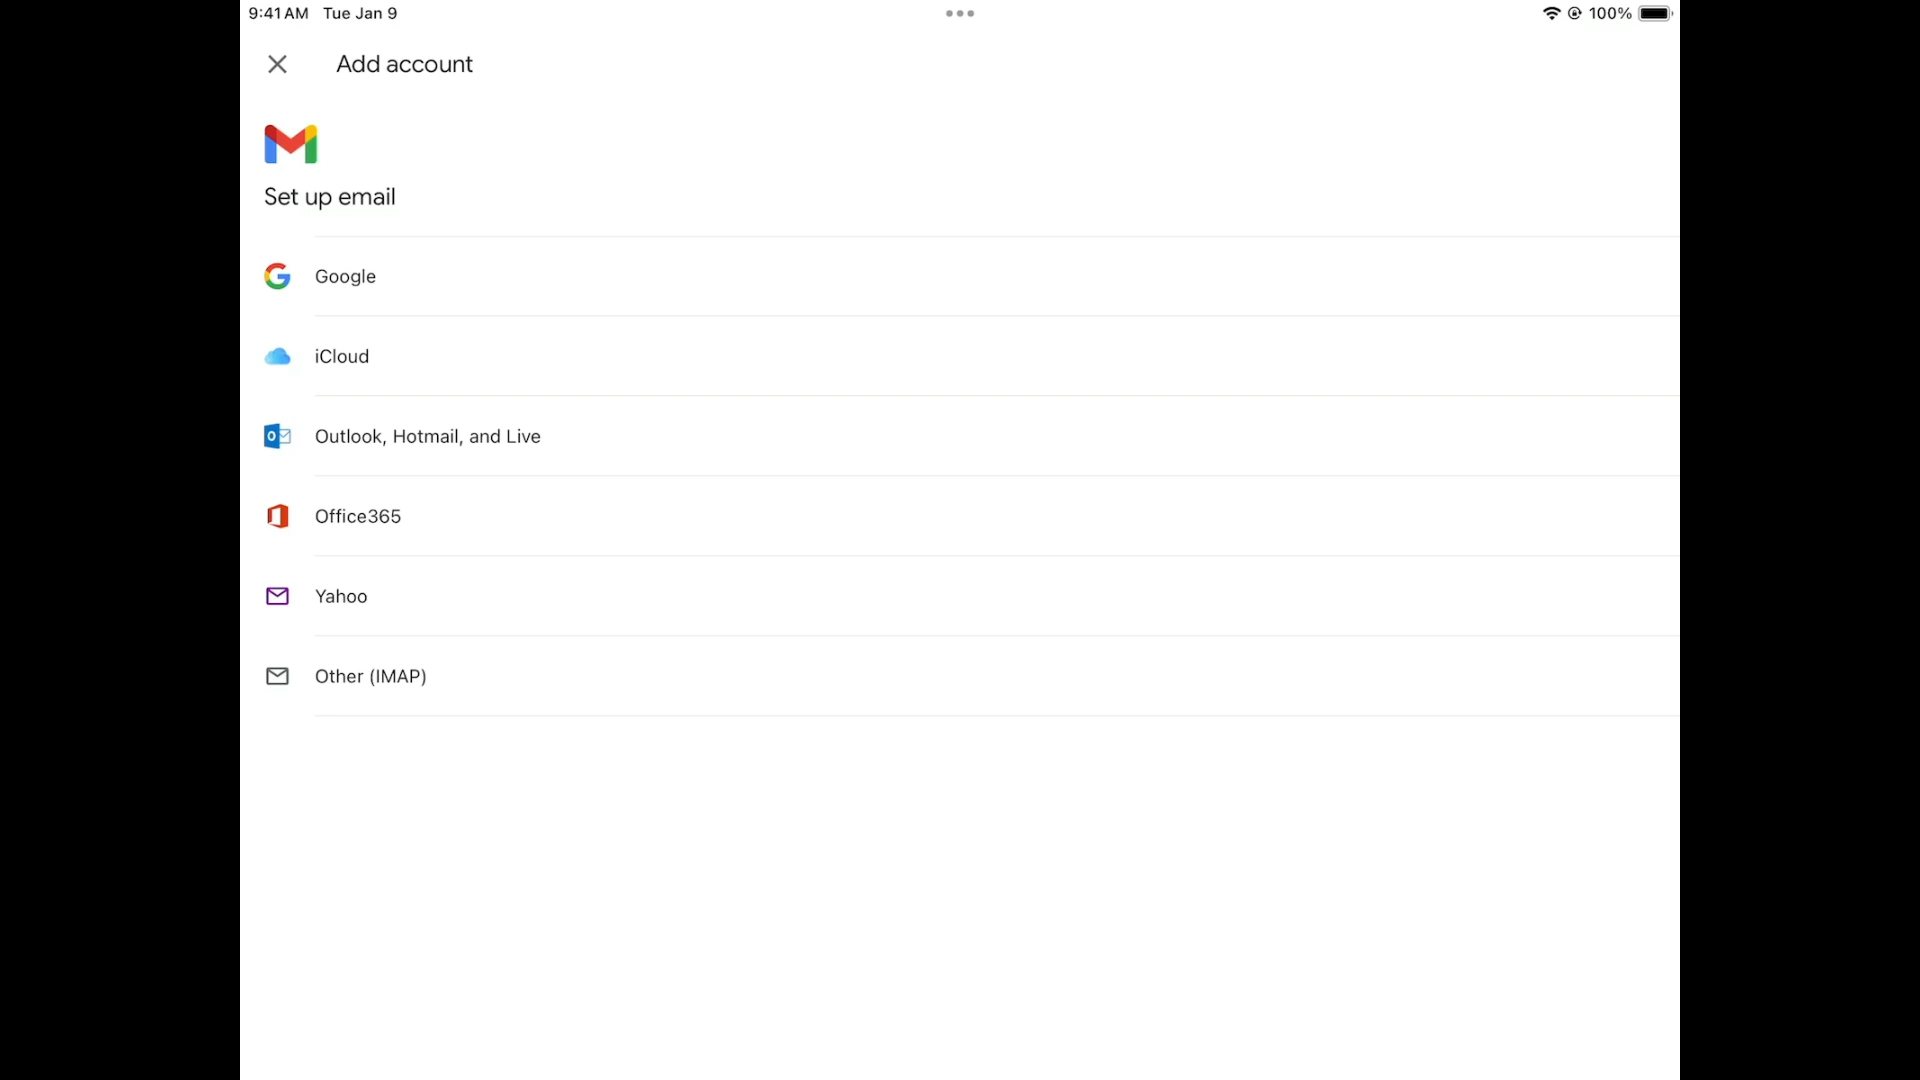 9:41 AM Tue Jan 9
100%
Add account
Set up email
Google
iCloud
Outlook, Hotmail, and Live
Office365
Yahoo
Other (IMAP)